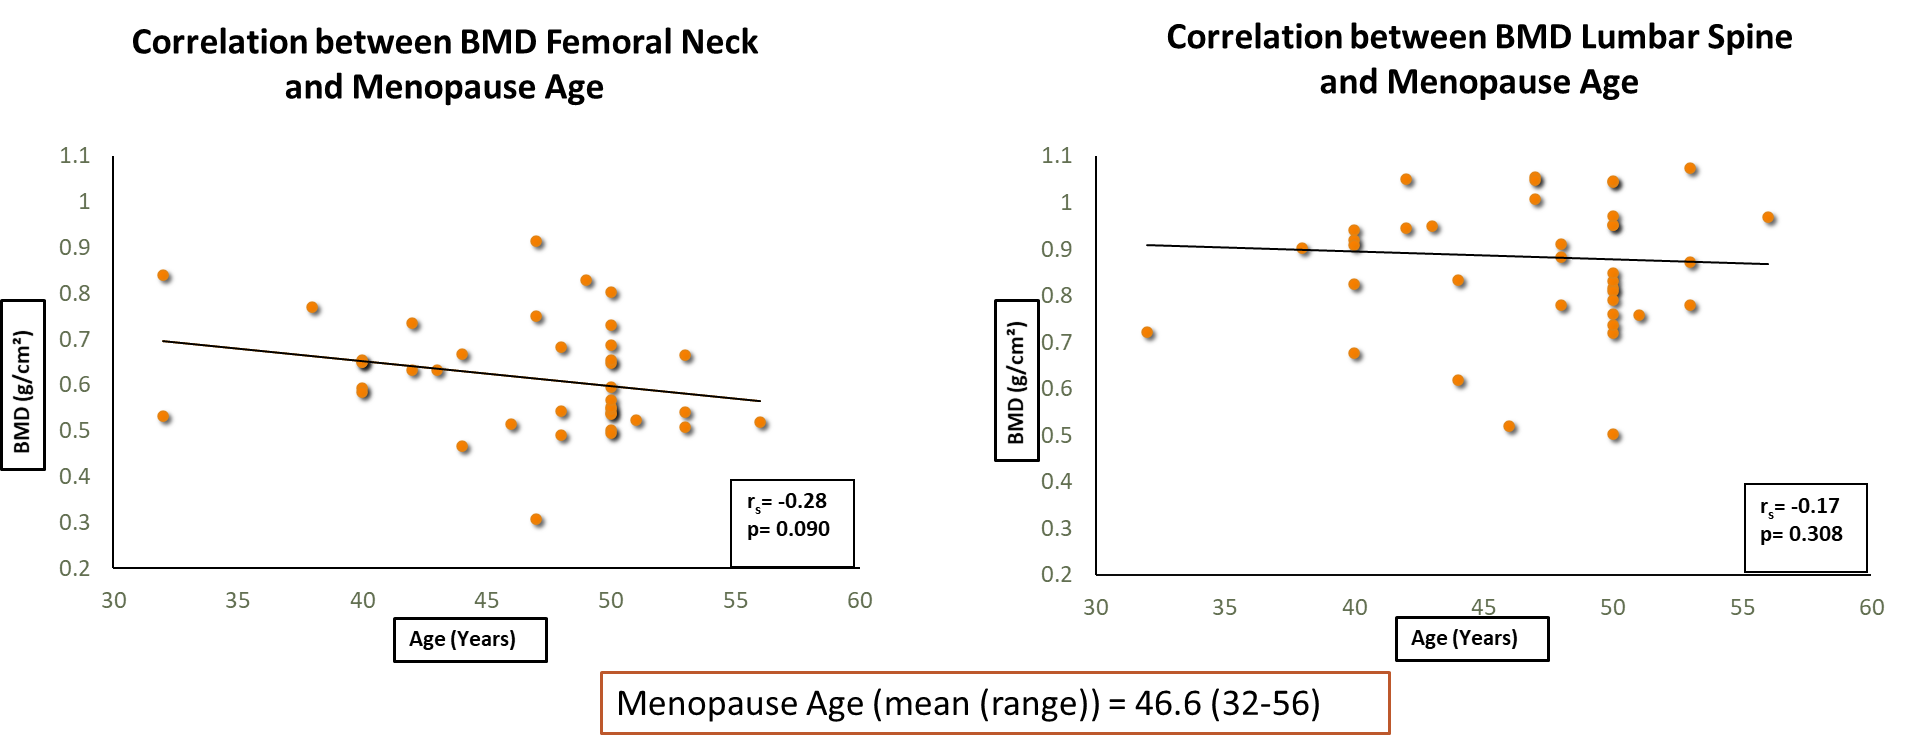 Correlation between BMD Femoral Neck
and Menopause Age
1.1
1
0.9
0.8
0.7
0.6
0.5
0.4
0.3
0.2
BMD (g/cm²)
30 35 40 45 50 55 60
Age (Years)
rs= -0.28
p= 0.090
Correlation between BMD Lumbar Spine
and Menopause Age
1.1
1
0.9
0.8
0.7
0.6
0.5
0.4
0.3
0.2
BMD (g/cm²)
30 35 40 45 50 55 60
Age (Years)
rs= -0.17
p= 0.308
Menopause Age (mean (range)) = 46.6 (32-56)